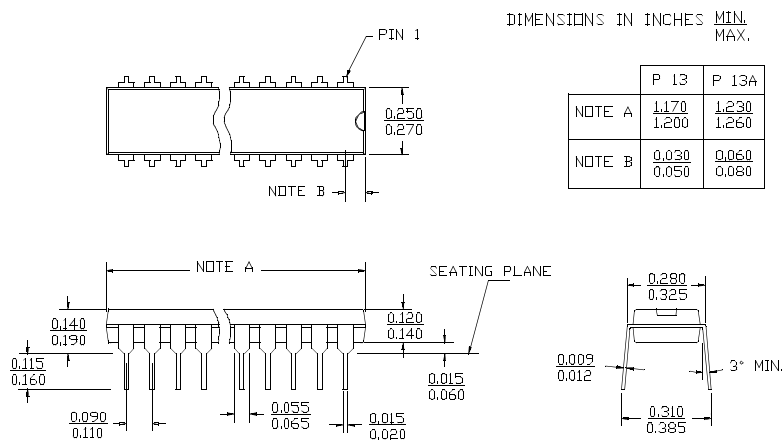 DIMENSIONS IN INCHES MIN.
MAX.
PIN 1
P 13 P 13A
NOTE A 1.170 1.230
1.200 1.260
NOTE B 0.030 0.060
0.050 0.080
0.250
0.270
NOTE B
NOTE A
SEATING PLANE
0.280
0.325
0.140
0.190
0.120
0.140
0.115
0.160
0.009
0.012
3° MIN.
0.015
0.060
0.090
0.110
0.055
0.065
0.015
0.020
0.310
0.385